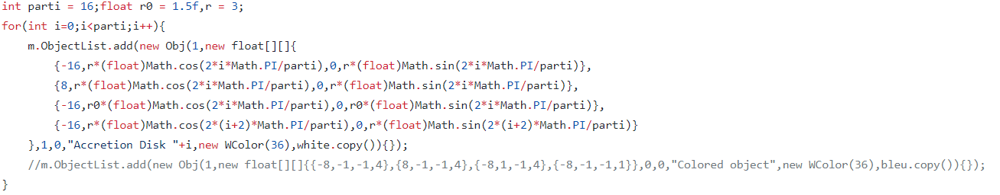 int parti = 16;float r0 = 1.5f,r = 3;
for(int i=0;i<parti;i++){
    m.ObjectList.add(new Obj(1,new float[][]{
        {-16,r*(float)Math.cos(2*i*Math.PI/parti),0,r*(float)Math.sin(2*i*Math.PI/parti)},
        {8,r*(float)Math.cos(2*i*Math.PI/parti),0,r*(float)Math.sin(2*i*Math.PI/parti)},
        {-16,r0*(float)Math.cos(2*i*Math.PI/parti),0,r0*(float)Math.sin(2*i*Math.PI/parti)},
        {-16,r*(float)Math.cos(2*(i+2)*Math.PI/parti),0,r*(float)Math.sin(2*(i+2)*Math.PI/parti)}
    },1,0,"Accretion Disk "+i,new WColor(36),white.copy()){});
    //m.ObjectList.add(new Obj(1,new float[][]{{-8,-1,-1,4},{8,-1,-1,4},{-8,1,-1,4},{-8,-1,-1,1}},0,0,"Colored object",new WColor(36),bleu.copy()){});
}